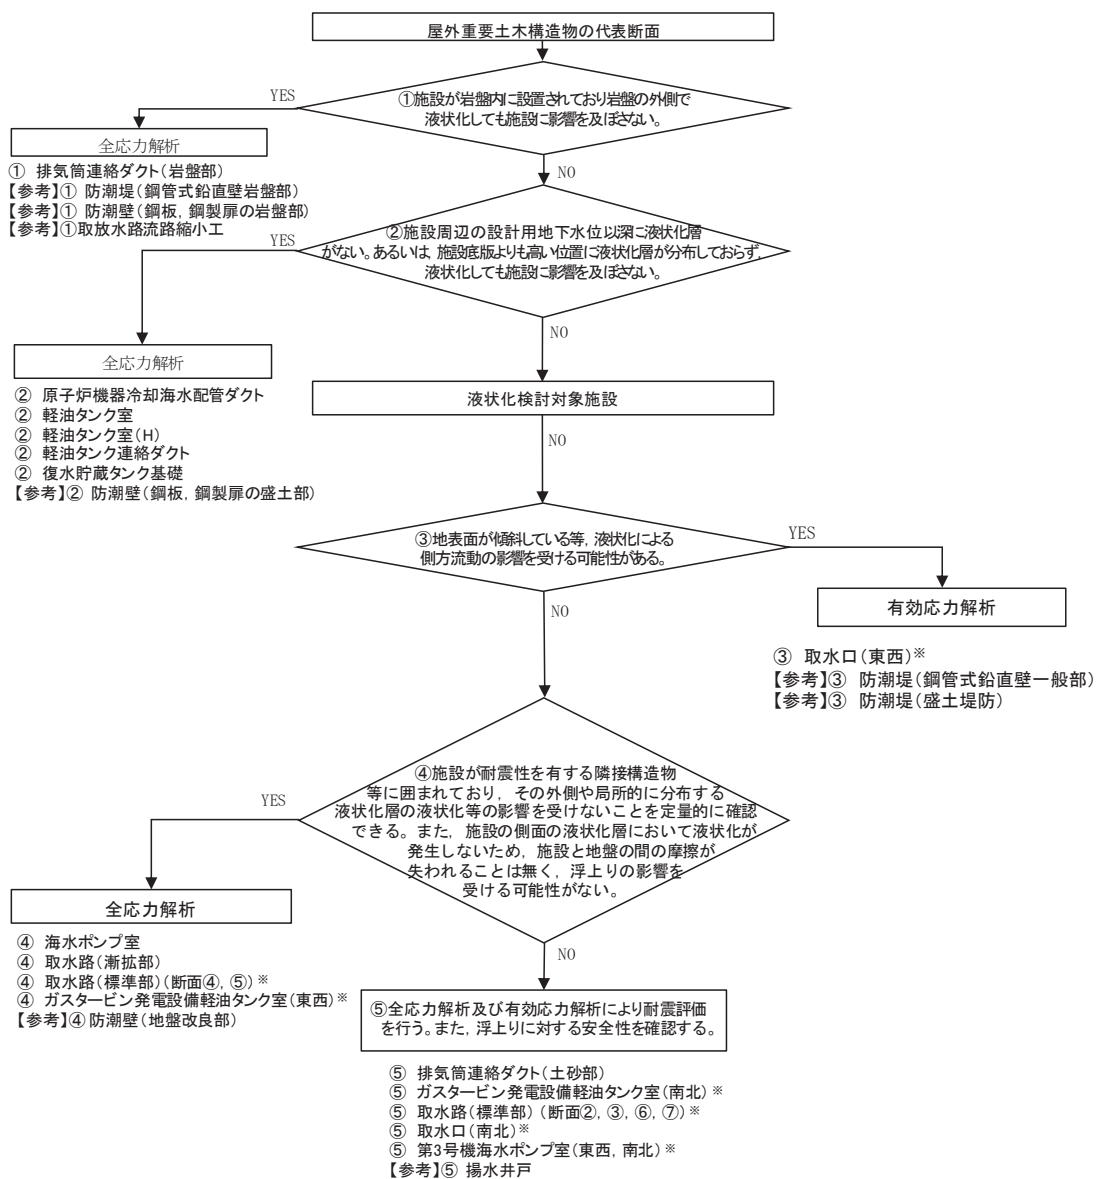 屋外重要土木構造物の代表断面
①施設が岩盤内に設置されており岩盤の外側で
液状化しても施設に影響を及ぼさない。
YES
全応力解析
① 排気筒連絡ダクト(岩盤部)
【参考】① 防潮堤(鋼管式鉛直壁岩盤部)
【参考】① 防潮壁(鋼板,鋼製扉の岩盤部)
【参考】①取放水路流路縮小工
NO
②施設周辺の設計用地下水位以深に液状化層
がない。あるいは,施設底版よりも高い位置に液状化層が分布しておらず,
液状化しても施設に影響を及ぼさない。
YES
全応力解析
② 原子炉機器冷却海水配管ダクト
② 軽油タンク室
② 軽油タンク室(H)
② 軽油タンク連絡ダクト
② 復水貯蔵タンク基礎
【参考】② 防潮壁(鋼板,鋼製扉の盛土部)
NO
液状化検討対象施設
NO
③地表面が傾斜している等,液状化による
側方流動の影響を受ける可能性がある。
YES
有効応力解析
③ 取水口(東西)※
【参考】③ 防潮堤(鋼管式鉛直壁一般部)
【参考】③ 防潮堤(盛土堤防)
NO
④施設が耐震性を有する隣接構造物
等に囲まれており,その外側や局所的に分布する
液状化層の液状化等の影響を受けないことを定量的に確認
できる。また,施設の側面の液状化層において液状化が
発生しないため,施設と地盤の間の摩擦が
失われることは無く,浮上りの影響を
受ける可能性がない。
YES
全応力解析
④ 海水ポンプ室
④ 取水路(漸拡部)
④ 取水路(標準部)(断面④,⑤)※
④ ガスタービン発電設備軽油タンク室(東西)※
【参考】④防潮壁(地盤改良部)
NO
⑤全応力解析及び有効応力解析により耐震評価
を行う。また,浮上りに対する安全性を確認する。
⑤ 排気筒連絡ダクト(土砂部)
⑤ ガスタービン発電設備軽油タンク室(南北)※
⑤ 取水路(標準部)(断面②,③,⑥,⑦)※
⑤ 取水口(南北)※
⑤ 第3号機海水ポンプ室(東西,南北)※
【参考】⑤ 揚水井戸